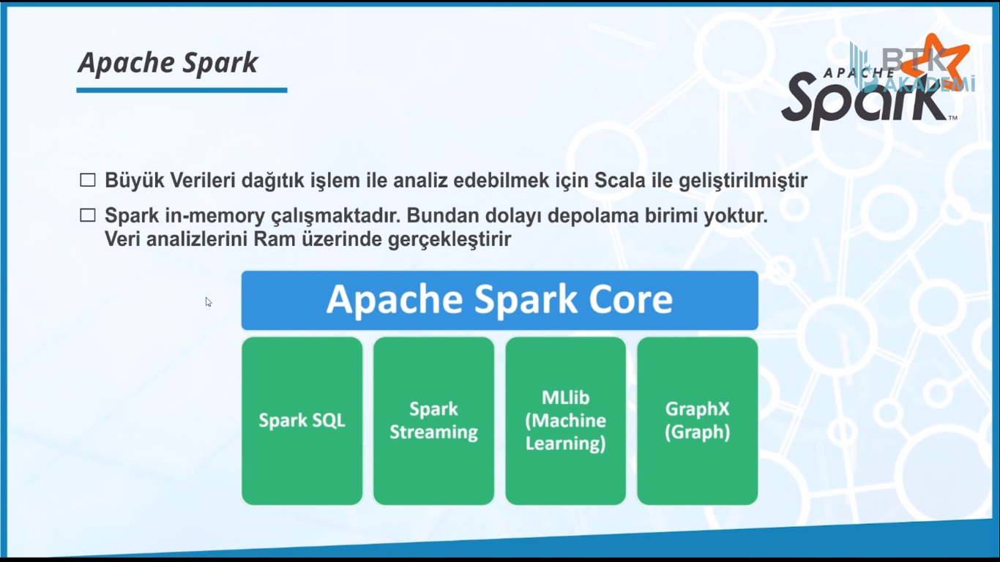 Apache Spark
APACHE
Spark™
BTK
AKADEMİ
Büyük Verileri dağıtık işlem ile analiz edebilmek için Scala ile geliştirilmiştir
Spark in-memory çalışmaktadır. Bundan dolayı depolama birimi yoktur.
Veri analizlerini Ram üzerinde gerçekleştirir
Apache Spark Core
Spark SQL
Spark
Streaming
MLlib
(Machine
Learning)
GraphX
(Graph)